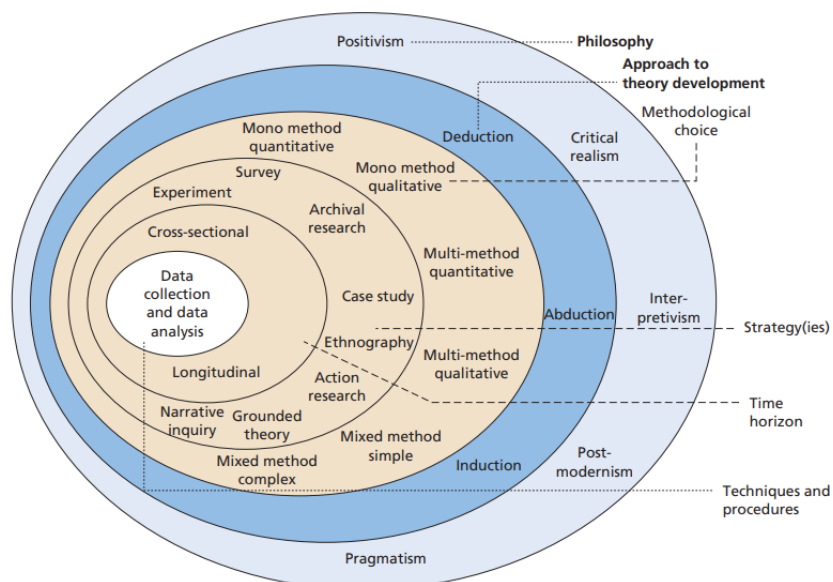 Positivism
Philosophy
Approach to
theory development
Methodological
choice
Mono method
quantitative
Deduction
Critical
realism
Mono method
qualitative
Survey
Experiment
Archival
research
Cross-sectional
Multi-method
quantitative
Data
collection
and data
analysis
Case study
Abduction
Inter-
pretivism
Strategy(ies)
Ethnography
Multi-method
qualitative
Longitudinal
Action
research
Time
horizon
Narrative
inquiry
Grounded
theory
Mixed method
simple
Mixed method
complex
Induction
Post-
modernism
Techniques and
procedures
Pragmatism